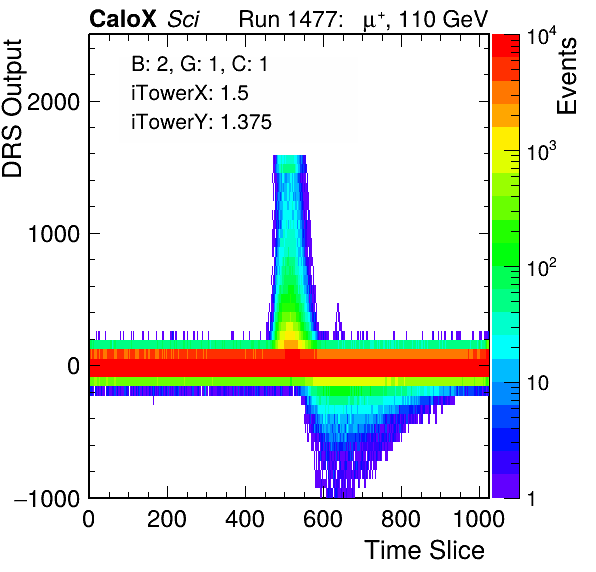 CaloX Sci Run 1477: μ⁺, 110 GeV
B: 2, G: 1, C: 1
iTowerX: 1.5
iTowerY: 1.375
DRS Output
2000
1000
0
−1000
0 200 400 600 800 1000
Time Slice
Events
10⁴
10³
10²
10
1